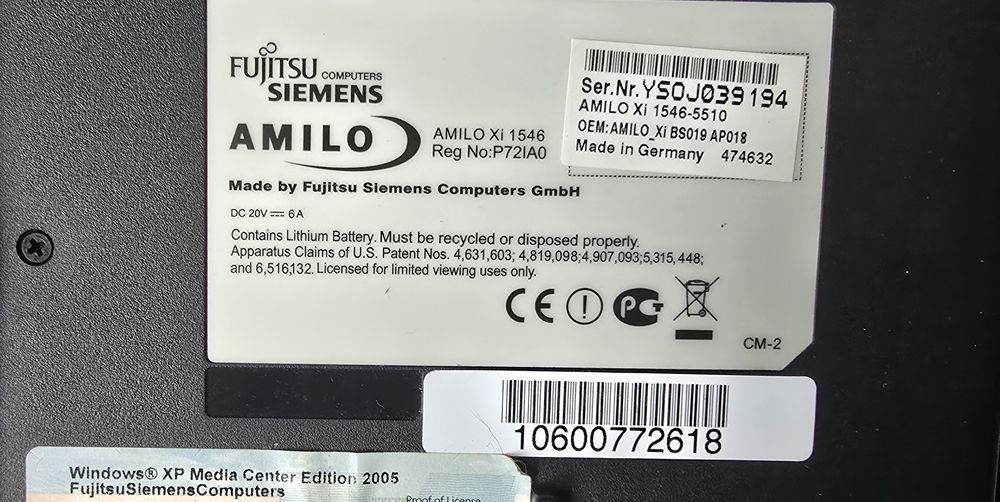 FUJITSU COMPUTERS
SIEMENS
AMILO
AMILO Xi 1546
Reg No:P72IA0
Ser.Nr.YSOJ039194
AMILO Xi 1546-5510
OEM:AMILO_Xi BS019 AP018
Made in Germany 474632
Made by Fujitsu Siemens Computers GmbH
DC 20V ⎓ 6A
Contains Lithium Battery. Must be recycled or disposed properly.
Apparatus Claims of U.S. Patent Nos. 4,631,603; 4,819,098;4,907,093;5,315,448;
and 6,516,132. Licensed for limited viewing uses only.
CE
CM-2
10600772618
Windows® XP Media Center Edition 2005
FujitsuSiemensComputers
Proof of License